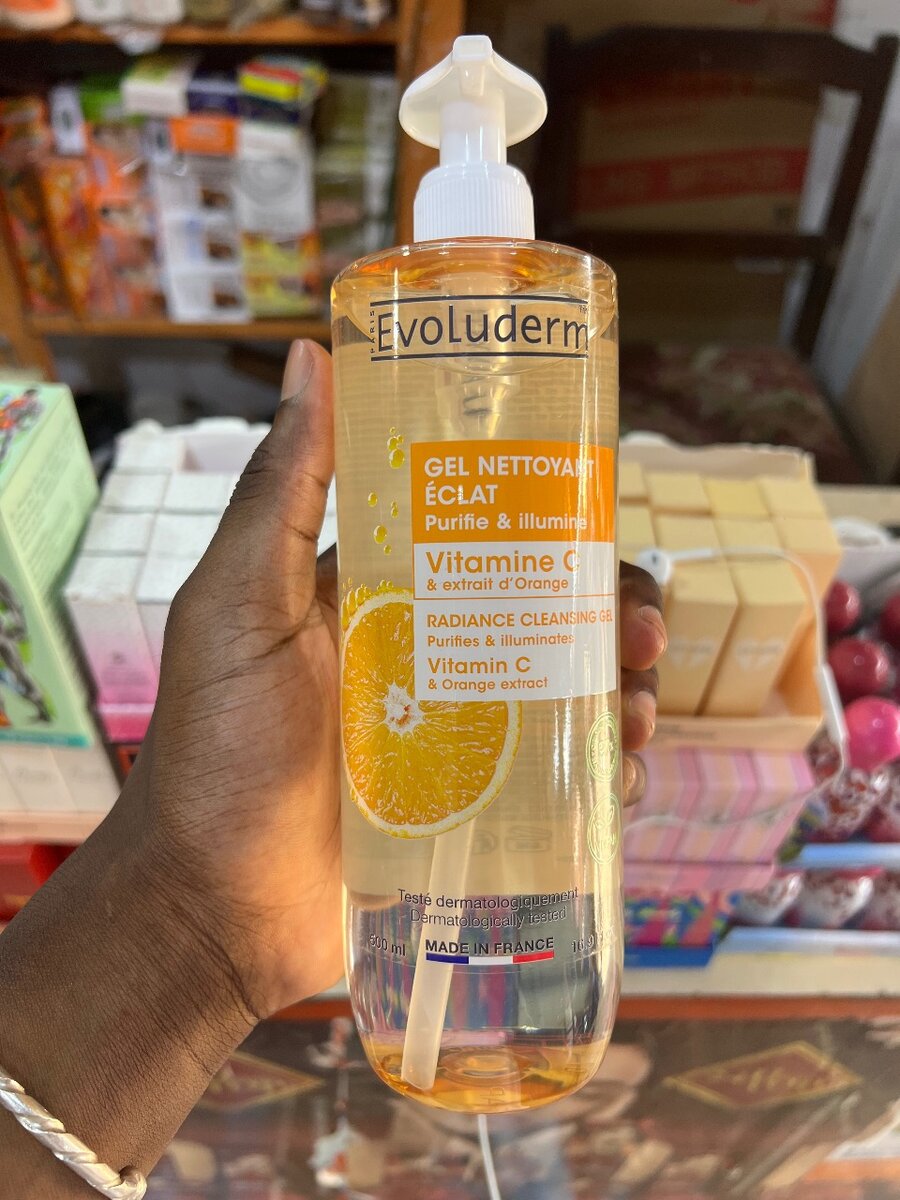 PARIS
Evoluderm
GEL NETTOYANT
ÉCLAT
Purifie & illumine
Vitamine C
& extrait d'Orange
RADIANCE CLEANSING GEL
Purifies & illuminates
Vitamin C
& Orange extract
Testé dermatologiquement
Dermatologically tested
500 ml MADE IN FRANCE